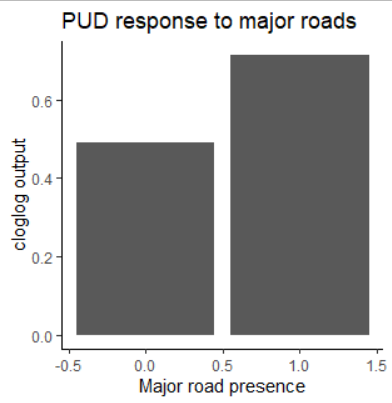 PUD response to major roads
cloglog output
0.6
0.4
0.2
0.0
-0.5 0.0 0.5 1.0 1.5
Major road presence